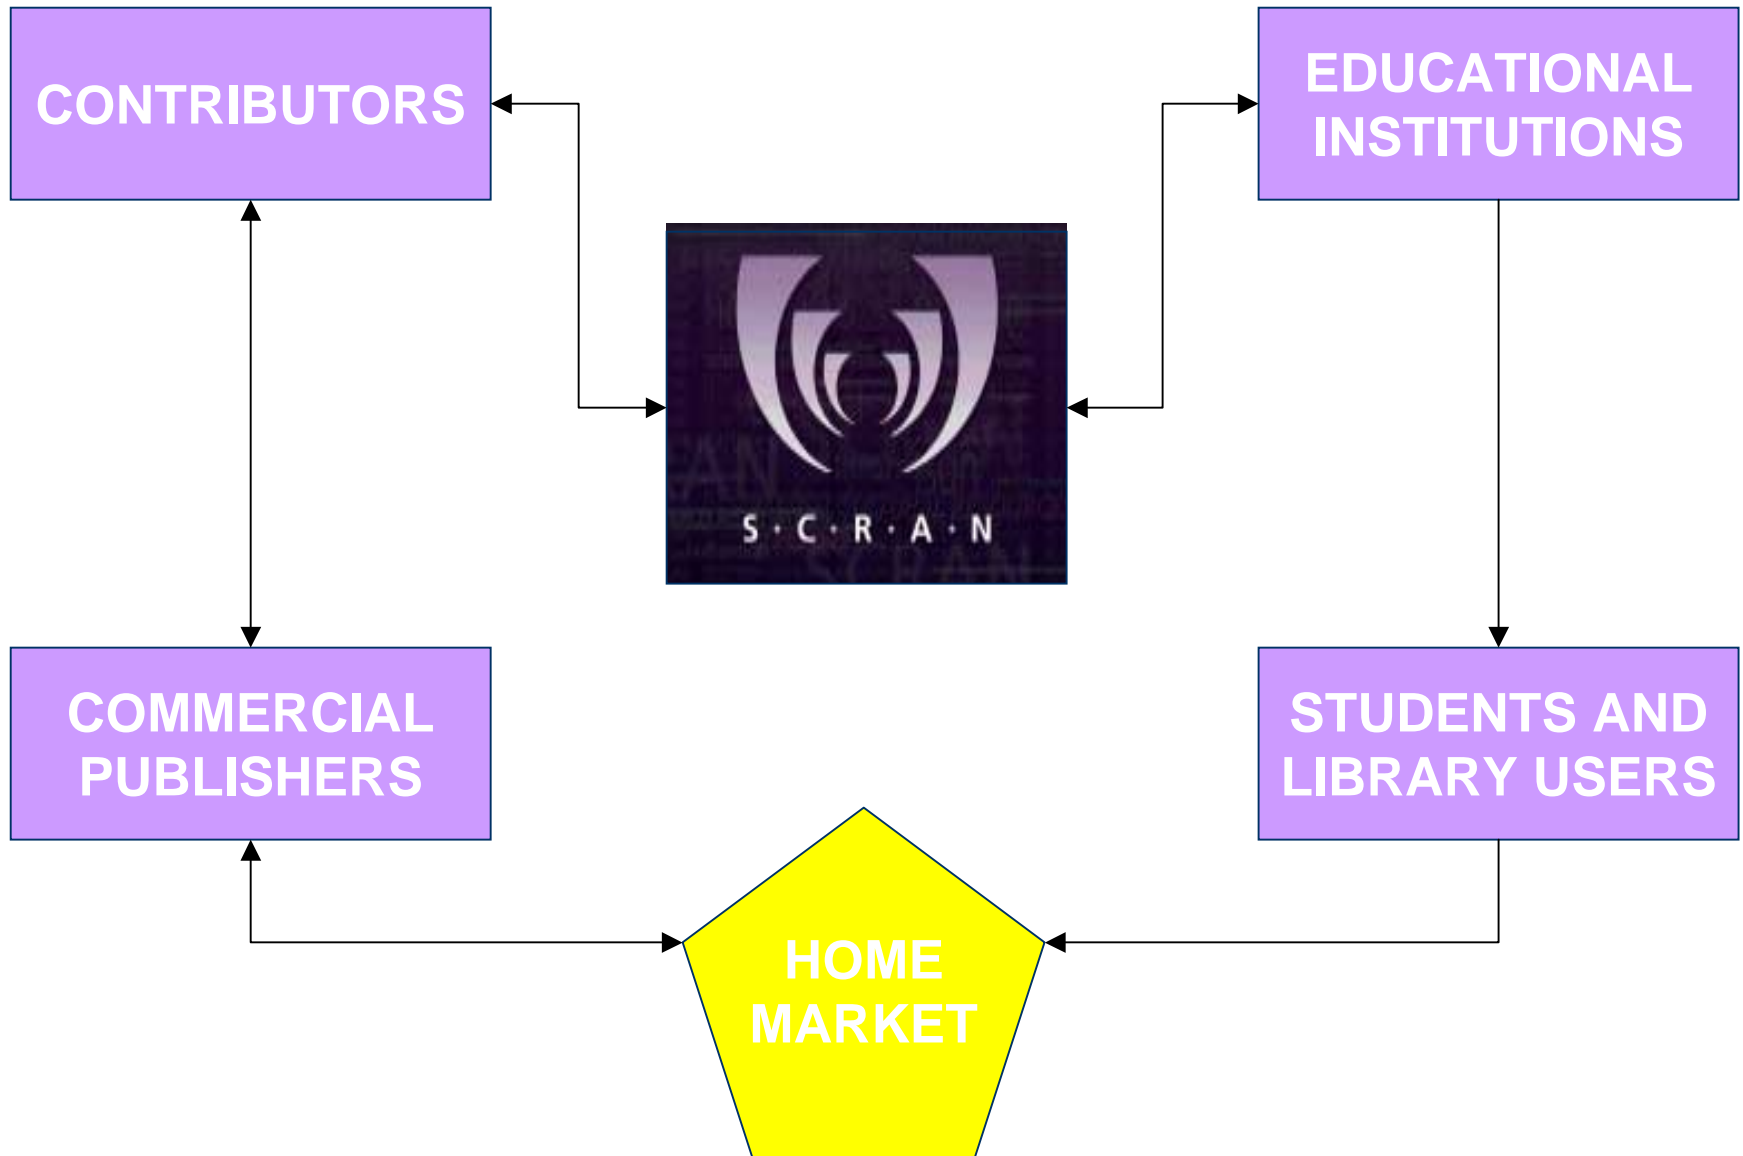 CONTRIBUTORS
EDUCATIONAL
INSTITUTIONS
S·C·R·A·N
COMMERCIAL
PUBLISHERS
STUDENTS AND
LIBRARY USERS
HOME
MARKET